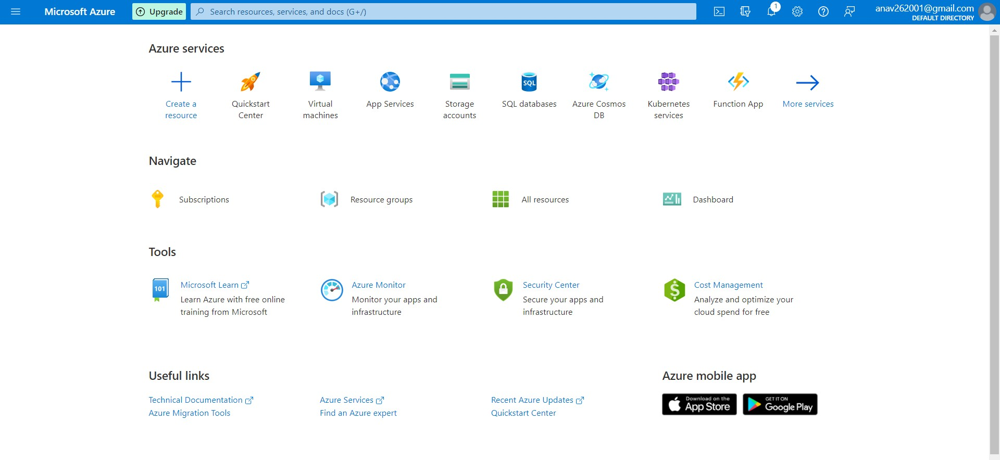 Microsoft Azure
Upgrade
Search resources, services, and docs (G+/)
1
anav262001@gmail.com
DEFAULT DIRECTORY
Azure services
Create a
resource
Quickstart
Center
Virtual
machines
App Services
Storage
accounts
SQL
SQL databases
Azure Cosmos
DB
Kubernetes
services
Function App
More services
Navigate
Subscriptions
Resource groups
All resources
Dashboard
Tools
101
Microsoft Learn
Learn Azure with free online
training from Microsoft
Azure Monitor
Monitor your apps and
infrastructure
Security Center
Secure your apps and
infrastructure
$
Cost Management
Analyze and optimize your
cloud spend for free
Useful links
Technical Documentation
Azure Migration Tools
Azure Services
Find an Azure expert
Recent Azure Updates
Quickstart Center
Azure mobile app
Download on the
App Store
GET IT ON
Google Play